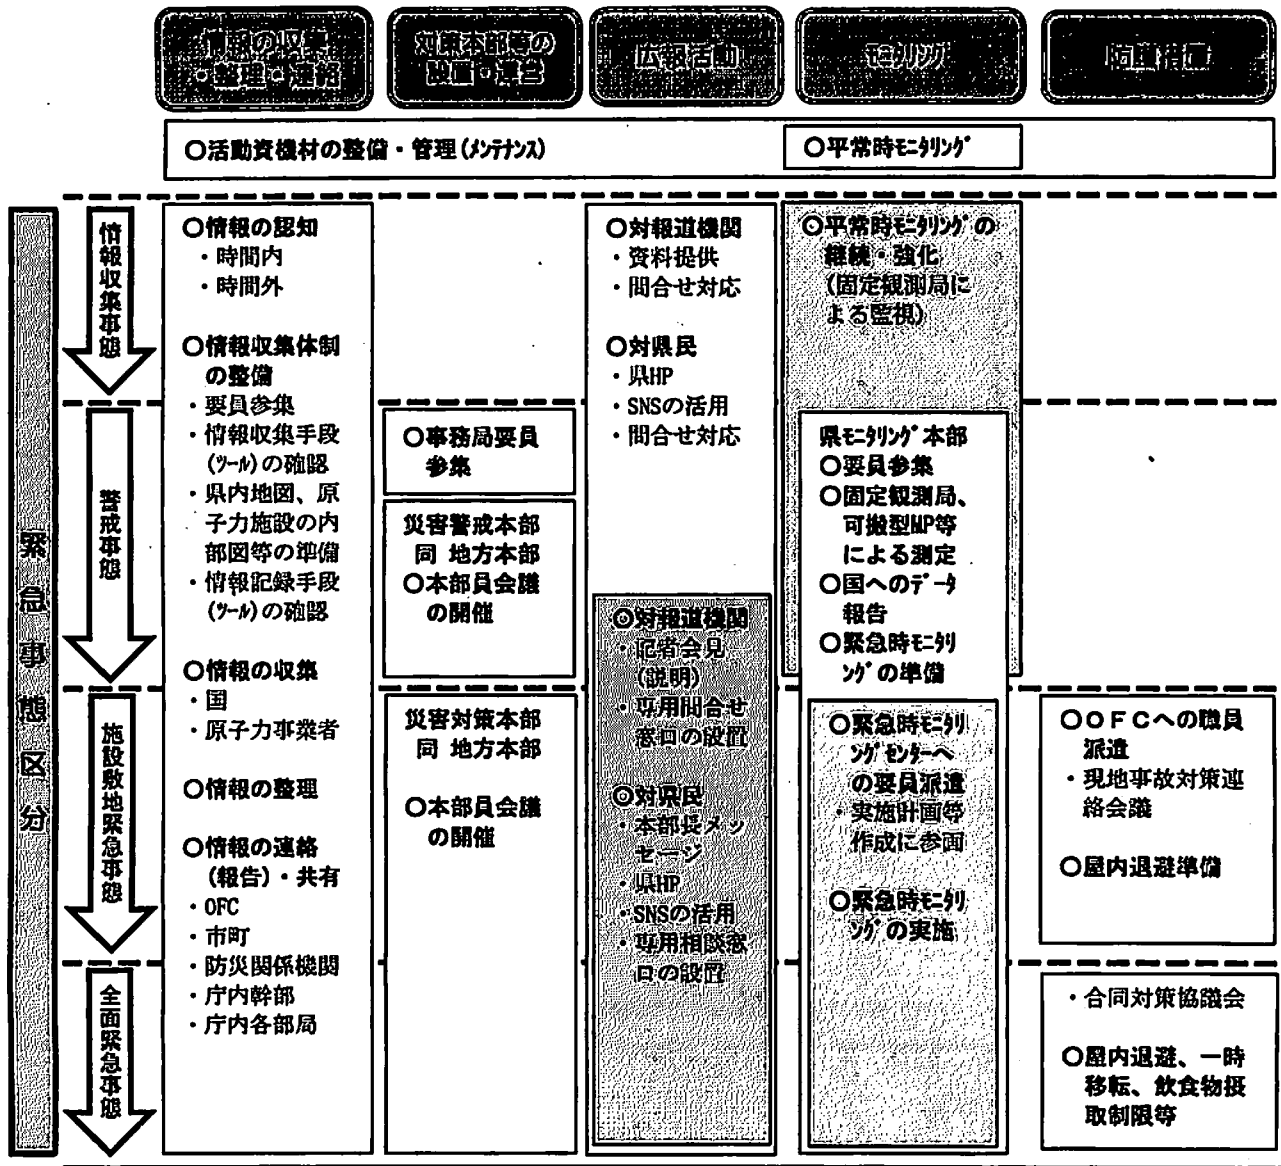 情報の収集
・整理・連絡
対策本部等の
設置・運営
広報活動
モニタリング
防護措置
○活動資機材の整備・管理(メンテナンス)
○平常時モニタリング
緊急事態区分
情報収集事態
警戒事態
施設敷地緊急事態
全面緊急事態
○情報の認知
・時間内
・時間外
○情報収集体制
の整備
・要員参集
・情報収集手段
(ツール)の確認
・県内地図、原
子力施設の内
部図等の準備
・情報記録手段
(ツール)の確認
○情報の収集
・国
・原子力事業者
○情報の整理
○情報の連絡
(報告)・共有
・OFC
・市町
・防災関係機関
・庁内幹部
・庁内各部局
○事務局要員
参集
災害警戒本部
同 地方本部
○本部員会議
の開催
災害対策本部
同 地方本部
○本部員会議
の開催
○対報道機関
・資料提供
・問合せ対応
○対県民
・県HP
・SNSの活用
・問合せ対応
○対報道機関
・記者会見
(説明)
・専用問合せ
窓口の設置
○対県民
・本部長メッ
セージ
・県HP
・SNSの活用
・専用相談窓
口の設置
○平常時モニタリングの
継続・強化
(固定観測局に
よる監視)
県モニタリング本部
○要員参集
○固定観測局、
可搬型MP等
による測定
○国へのデータ
報告
○緊急時モニタリ
ングの準備
○緊急時モニタリ
ングセンターへ
の要員派遣
・実施計画等
作成に参画
○緊急時モニタリ
ングの実施
○OFCへの職員
派遣
・現地事故対策連
絡会議
○屋内退避準備
・合同対策協議会
○屋内退避、一時
移転、飲食物摂
取制限等